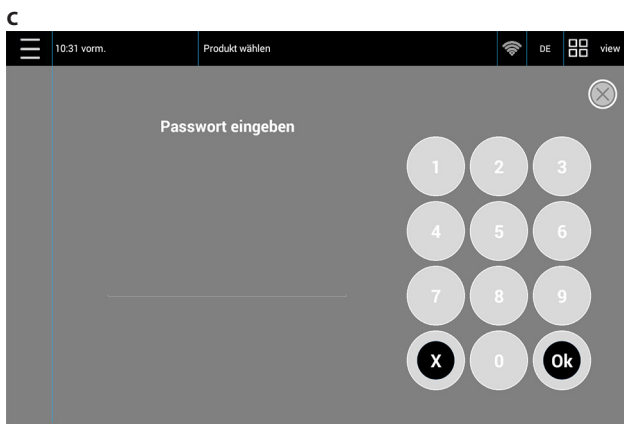 C
10:31 vorm. Produkt wählen DE view
Passwort eingeben
1 2 3
4 5 6
7 8 9
X 0 Ok